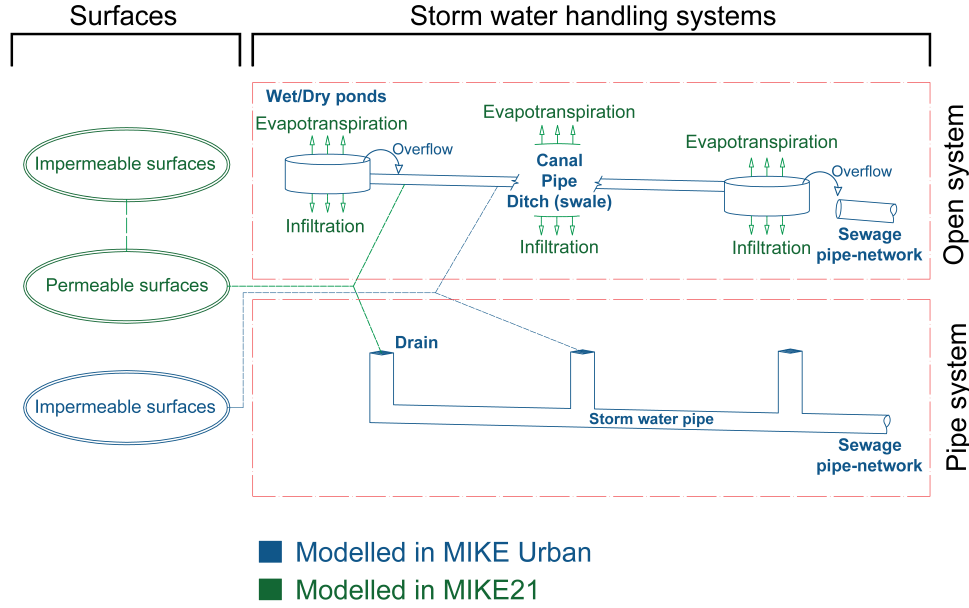 Surfaces
Storm water handling systems
Wet/Dry ponds
Evapotranspiration
Overflow
Infiltration
Evapotranspiration
Canal
Pipe
Ditch (swale)
Infiltration
Evapotranspiration
Overflow
Infiltration
Sewage
pipe-network
Open system
Impermeable surfaces
Permeable surfaces
Impermeable surfaces
Drain
Storm water pipe
Sewage
pipe-network
Pipe system
Modelled in MIKE Urban
Modelled in MIKE21